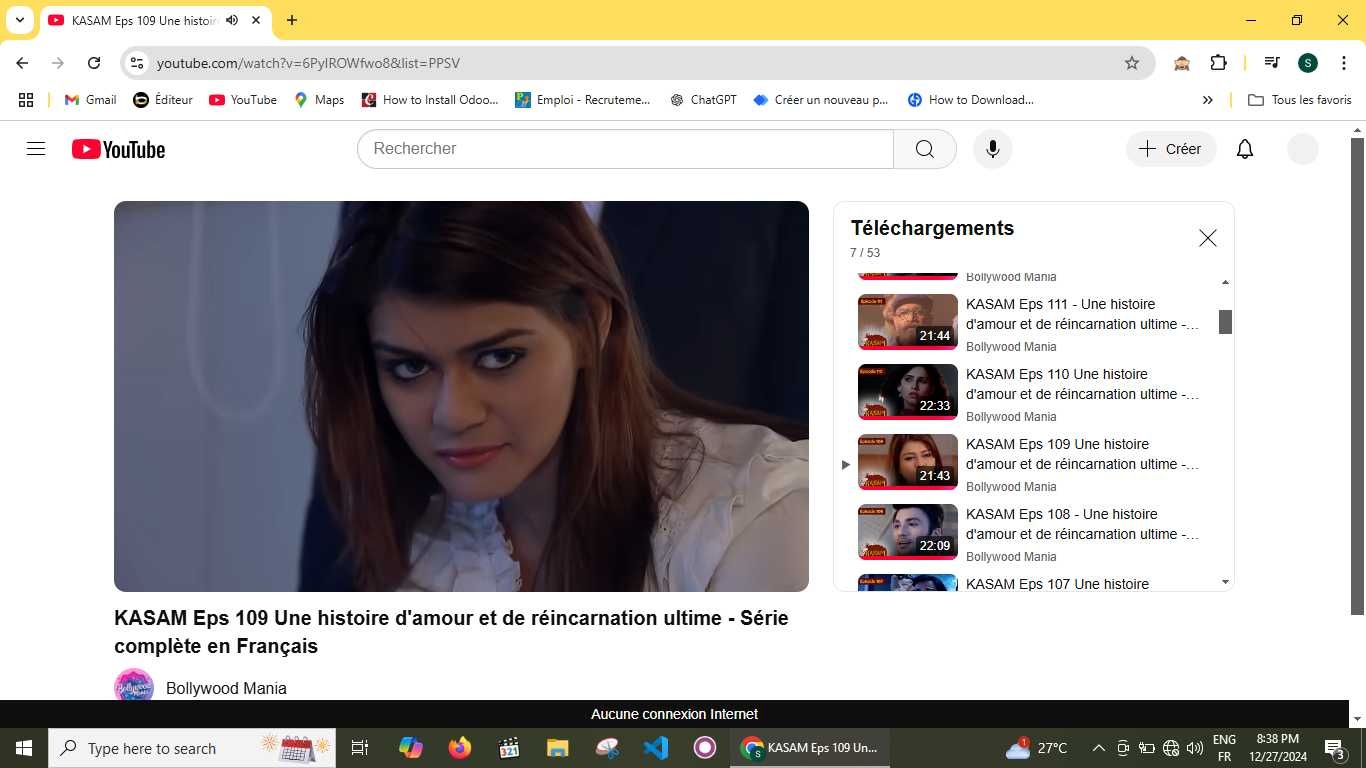 KASAM Eps 109 Une histoir
youtube.com/watch?v=6PyIROWfwo8&list=PPSV
S
Gmail
Éditeur
YouTube
Maps
How to Install Odoo...
Emploi - Recruteme...
ChatGPT
Créer un nouveau p...
How to Download...
Tous les favoris
YouTube
Rechercher
Créer
Téléchargements
7 / 53
Bollywood Mania
KASAM Eps 111 - Une histoire
d'amour et de réincarnation ultime -...
21:44
Bollywood Mania
KASAM Eps 110 Une histoire
d'amour et de réincarnation ultime -...
22:33
Bollywood Mania
KASAM Eps 109 Une histoire
d'amour et de réincarnation ultime -...
21:43
Bollywood Mania
KASAM Eps 108 - Une histoire
d'amour et de réincarnation ultime -...
22:09
Bollywood Mania
KASAM Eps 107 Une histoire
KASAM Eps 109 Une histoire d'amour et de réincarnation ultime - Série
complète en Français
Bollywood Mania
Aucune connexion Internet
Type here to search
KASAM Eps 109 Un...
27°C
ENG
FR
8:38 PM
12/27/2024
3